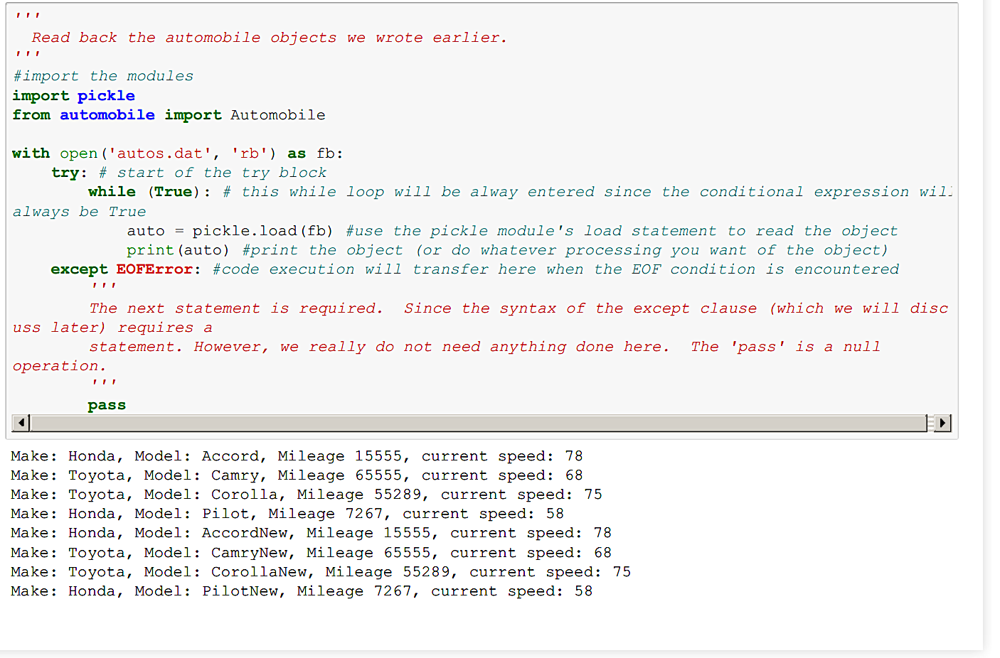 '''
  Read back the automobile objects we wrote earlier.
'''
#import the modules
import pickle
from automobile import Automobile

with open('autos.dat', 'rb') as fb:
    try: # start of the try block
        while (True): # this while loop will be alway entered since the conditional expression will
always be True
            auto = pickle.load(fb) #use the pickle module's load statement to read the object
            print(auto) #print the object (or do whatever processing you want of the object)
    except EOFError: #code execution will transfer here when the EOF condition is encountered
        '''
        The next statement is required.  Since the syntax of the except clause (which we will disc
uss later) requires a
        statement. However, we really do not need anything done here.  The 'pass' is a null
operation.
        '''
        pass
Make: Honda, Model: Accord, Mileage 15555, current speed: 78
Make: Toyota, Model: Camry, Mileage 65555, current speed: 68
Make: Toyota, Model: Corolla, Mileage 55289, current speed: 75
Make: Honda, Model: Pilot, Mileage 7267, current speed: 58
Make: Honda, Model: AccordNew, Mileage 15555, current speed: 78
Make: Toyota, Model: CamryNew, Mileage 65555, current speed: 68
Make: Toyota, Model: CorollaNew, Mileage 55289, current speed: 75
Make: Honda, Model: PilotNew, Mileage 7267, current speed: 58